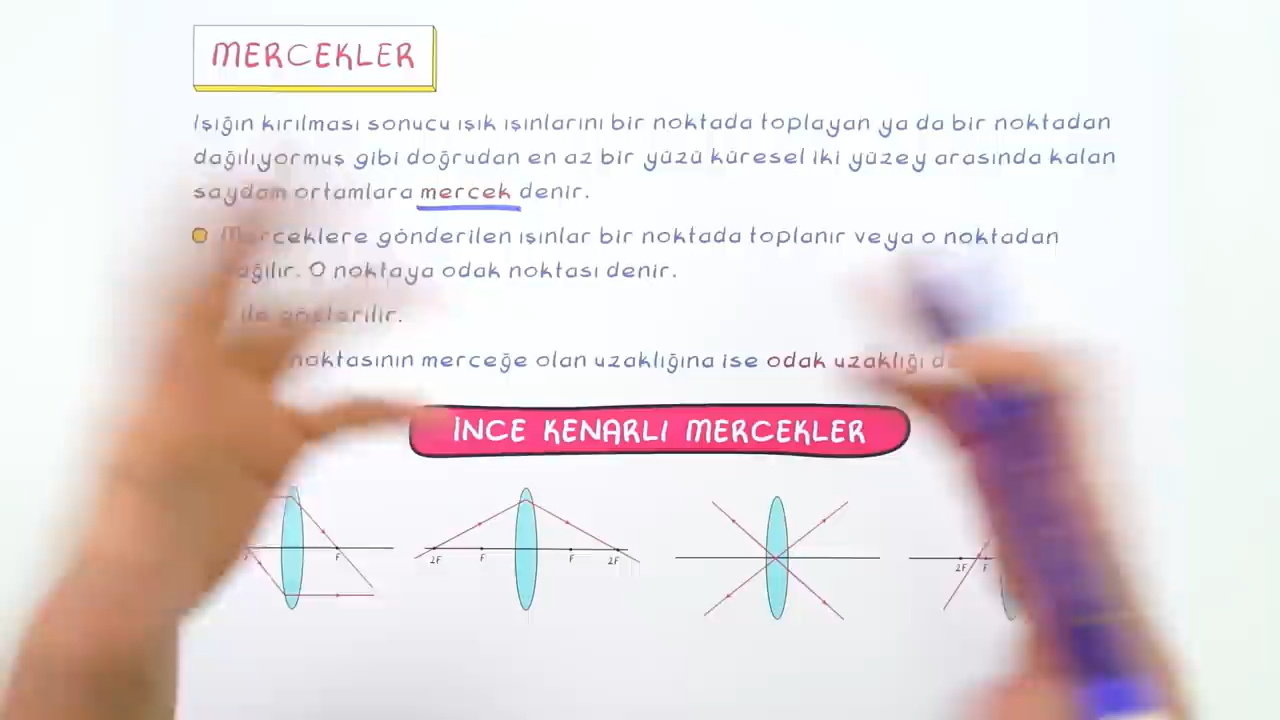 MERCEKLER
Işığın kırılması sonucu ışık ışınlarını bir noktada toplayan ya da bir noktadan
dağılıyormuş gibi doğrudan en az bir yüzü küresel iki yüzey arasında kalan
saydam ortamlara mercek denir.
Merceklere gönderilen ışınlar bir noktada toplanır veya o noktadan
dağılır. O noktaya odak noktası denir.
ile gösterilir.
noktasının merceğe olan uzaklığına ise odak uzaklığı
İNCE KENARLI MERCEKLER
F
2F F F 2F
2F F